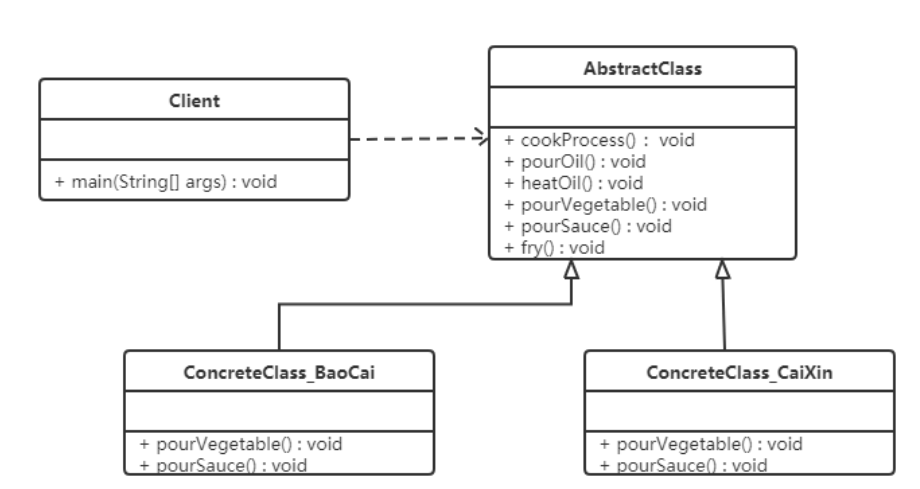 AbstractClass
Client
+ cookProcess() : void
+ pourOil() : void
+ heatOil() : void
+ main(String[] args) : void
+ pourVegetable() : void
+ pourSauce() : void
+ fry() : void
ConcreteClass_BaoCai
ConcreteClass_CaiXin
+ pourVegetable() : void
+ pourSauce() : void
+ pourVegetable() : void
+ pourSauce() : void